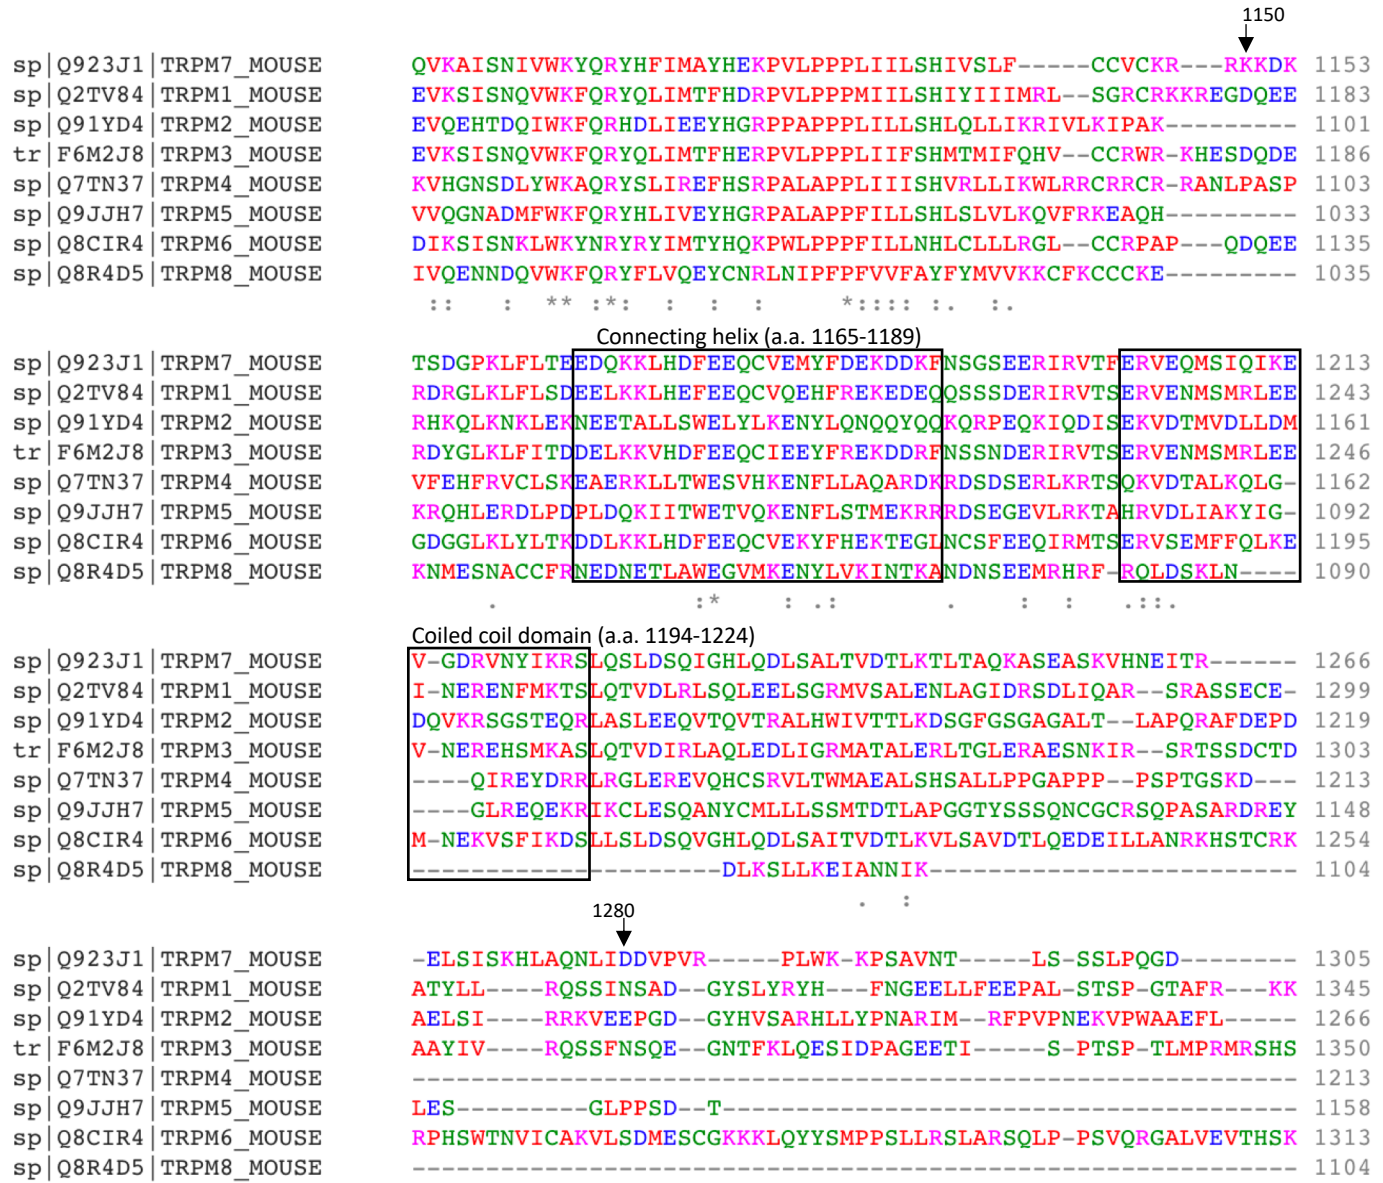 1150
sp|Q923J1|TRPM7_MOUSE QVKAISNIVWKYQRYHFIMAYHEKPVLPPPLIILSHIVSLF-----CCVCKR---RKKDK 1153
sp|Q2TV84|TRPM1_MOUSE EVKSISNQVWKFQRYQLIMTFHDRPVLPPPMIILSHIYIIIMRL--SGRCRKKREGDQEE 1183
sp|Q91YD4|TRPM2_MOUSE EVQEHTDQIWKFQRHDLIEEYHGRPPAPPPLILLSHLQLLIKRIVLKIPAK--------- 1101
tr|F6M2J8|TRPM3_MOUSE EVKSISNQVWKFQRYQLIMTFHERPVLPPPLIIFSHMTMIFQHV--CCRWR-KHESDQDE 1186
sp|Q7TN37|TRPM4_MOUSE KVHGNSDLYWKAQRYSLIREFHSRPALAPPLIIISHVRLLIKWLRRCRRCR-RANLPASP 1103
sp|Q9JJH7|TRPM5_MOUSE VVQGNADMFWKFQRYHLIVEYHGRPALAPPFILLSHLSLVLKQVFRKEAQH--------- 1033
sp|Q8CIR4|TRPM6_MOUSE DIKSISNKLWKYNRYRYIMTYHQKPWLPPPFILLNHLCLLLRGL--CCRPAP---QDQEE 1135
sp|Q8R4D5|TRPM8_MOUSE IVQENNDQVWKFQRYFLVQEYCNRLNIPFPFVVFAYFYMVVKKCFKCCCKE--------- 1035
:: : ** :*: : : : *:::: :. :.
Connecting helix (a.a. 1165-1189)
sp|Q923J1|TRPM7_MOUSE TSDGPKLFLTEEDQKKLHDFEEQCVEMYFDEKDDKFNSGSEERIRVTFERVEQMSIQIKE 1213
sp|Q2TV84|TRPM1_MOUSE RDRGLKLFLSDEELKKLHEFEEQCVQEHFREKEDEQQSSSDERIRVTSERVENMSMRLEE 1243
sp|Q91YD4|TRPM2_MOUSE RHKQLKNKLEKNEETALLSWELYLKENYLQNQQYQQKQRPEQKIQDISEKVDTMVDLLDM 1161
tr|F6M2J8|TRPM3_MOUSE RDYGLKLFITDDELKKVHDFEEQCIEEYFREKDDRFNSSNDERIRVTSERVENMSMRLEE 1246
sp|Q7TN37|TRPM4_MOUSE VFEHFRVCLSKEAERKLLTWESVHKENFLLAQARDKRDSDSERLKRTSQKVDTALKQLG- 1162
sp|Q9JJH7|TRPM5_MOUSE KRQHLERDLPDPLDQKIITWETVQKENFLSTMEKRRRDSEGEVLRKTAHRVDLIAKYIG- 1092
sp|Q8CIR4|TRPM6_MOUSE GDGGLKLYLTKDDLKKLHDFEEQCVEKYFHEKTEGLNCSFEEQIRMTSERVSEMFFQLKE 1195
sp|Q8R4D5|TRPM8_MOUSE KNMESNACCFRNEDNETLAWEGVMKENYLVKINTKANDNSEEMRHRF-RQLDSKLN---- 1090
. :* : .: . : : .::.
Coiled coil domain (a.a. 1194-1224)
sp|Q923J1|TRPM7_MOUSE V-GDRVNYIKRSLQSLDSQIGHLQDLSALTVDTLKTLTAQKASEASKVHNEITR------ 1266
sp|Q2TV84|TRPM1_MOUSE I-NERENFMKTSLQTVDLRLSQLEELSGRMVSALENLAGIDRSDLIQAR--SRASSECE- 1299
sp|Q91YD4|TRPM2_MOUSE DQVKRSGSTEQRLASLEEQVTQVTRALHWIVTTLKDSGFGSGAGALT--LAPQRAFDEPD 1219
tr|F6M2J8|TRPM3_MOUSE V-NEREHSMKASLQTVDIRLAQLEDLIGRMATALERLTGLERAESNKIR--SRTSSDCTD 1303
sp|Q7TN37|TRPM4_MOUSE ----QIREYDRRLRGLEREVQHCSRVLTWMAEALSHSALLPPGAPPP--PSPTGSKD--- 1213
sp|Q9JJH7|TRPM5_MOUSE ----GLREQEKRIKCLESQANYCMLLLSSMTDTLAPGGTYSSSQNCGCRSQPASARDREY 1148
sp|Q8CIR4|TRPM6_MOUSE M-NEKVSFIKDSLLSLDSQVGHLQDLSAITVDTLKVLSAVDTLQEDEILLANRKHSTCRK 1254
sp|Q8R4D5|TRPM8_MOUSE ---------------------DLKSLLKEIANNIK------------------------- 1104
. :
1280
sp|Q923J1|TRPM7_MOUSE -ELSISKHLAQNLIDDVPVR-----PLWK-KPSAVNT-----LS-SSLPQGD-------- 1305
sp|Q2TV84|TRPM1_MOUSE ATYLL----RQSSINSAD--GYSLYRYH---FNGEELLFEEPAL-STSP-GTAFR---KK 1345
sp|Q91YD4|TRPM2_MOUSE AELSI----RRKVEEPGD--GYHVSARHLLYPNARIM--RFPVPNEKVPWAAEFL----- 1266
tr|F6M2J8|TRPM3_MOUSE AAYIV----RQSSFNSQE--GNTFKLQESIDPAGEETI-----S-PTSP-TLMPRMRSHS 1350
sp|Q7TN37|TRPM4_MOUSE ------------------------------------------------------------ 1213
sp|Q9JJH7|TRPM5_MOUSE LES---------GLPPSD--T--------------------------------------- 1158
sp|Q8CIR4|TRPM6_MOUSE RPHSWTNVICAKVLSDMESCGKKKLQYYSMPPSLLRSLARSQLP-PSVQRGALVEVTHSK 1313
sp|Q8R4D5|TRPM8_MOUSE ------------------------------------------------------------ 1104